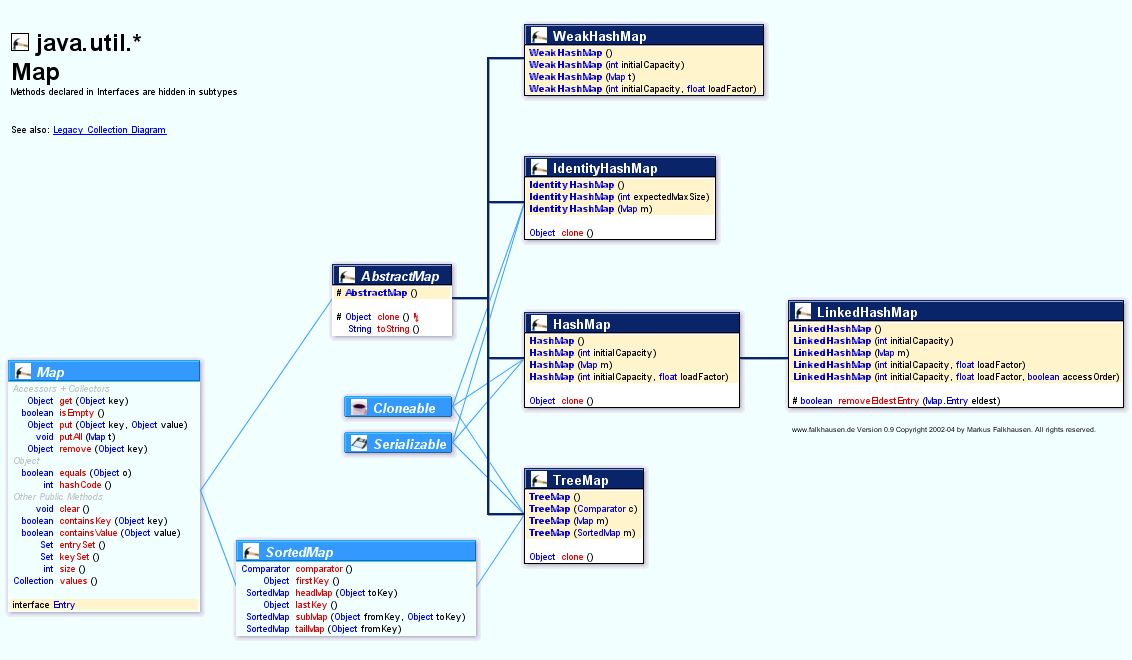 java.util.*
Map
Methods declared in Interfaces are hidden in subtypes
See also: Legacy Collection Diagram
WeakHashMap
WeakHashMap ()
WeakHashMap (int initialCapacity)
WeakHashMap (Map t)
WeakHashMap (int initialCapacity, float loadFactor)
IdentityHashMap
IdentityHashMap ()
IdentityHashMap (int expectedMaxSize)
IdentityHashMap (Map m)
Object clone ()
AbstractMap
# AbstractMap ()
# Object clone ()
String toString ()
HashMap
HashMap ()
HashMap (int initialCapacity)
HashMap (Map m)
HashMap (int initialCapacity, float loadFactor)
Object clone ()
LinkedHashMap
LinkedHashMap ()
LinkedHashMap (int initialCapacity)
LinkedHashMap (Map m)
LinkedHashMap (int initialCapacity, float loadFactor)
LinkedHashMap (int initialCapacity, float loadFactor, boolean accessOrder)
# boolean removeEldestEntry (Map.Entry eldest)
www.falkhausen.de Version 0.9 Copyright 2002-04 by Markus Falkhausen. All rights reserved.
Map
Accessors + Collectors
Object get (Object key)
boolean isEmpty ()
Object put (Object key, Object value)
void putAll (Map t)
Object remove (Object key)
Object
boolean equals (Object o)
int hashCode ()
Other Public Methods
void clear ()
boolean containsKey (Object key)
boolean containsValue (Object value)
Set entrySet ()
Set keySet ()
int size ()
Collection values ()
interface Entry
Cloneable
Serializable
TreeMap
TreeMap ()
TreeMap (Comparator c)
TreeMap (Map m)
TreeMap (SortedMap m)
Object clone ()
SortedMap
Comparator comparator ()
Object firstKey ()
SortedMap headMap (Object toKey)
Object lastKey ()
SortedMap subMap (Object fromKey, Object toKey)
SortedMap tailMap (Object fromKey)